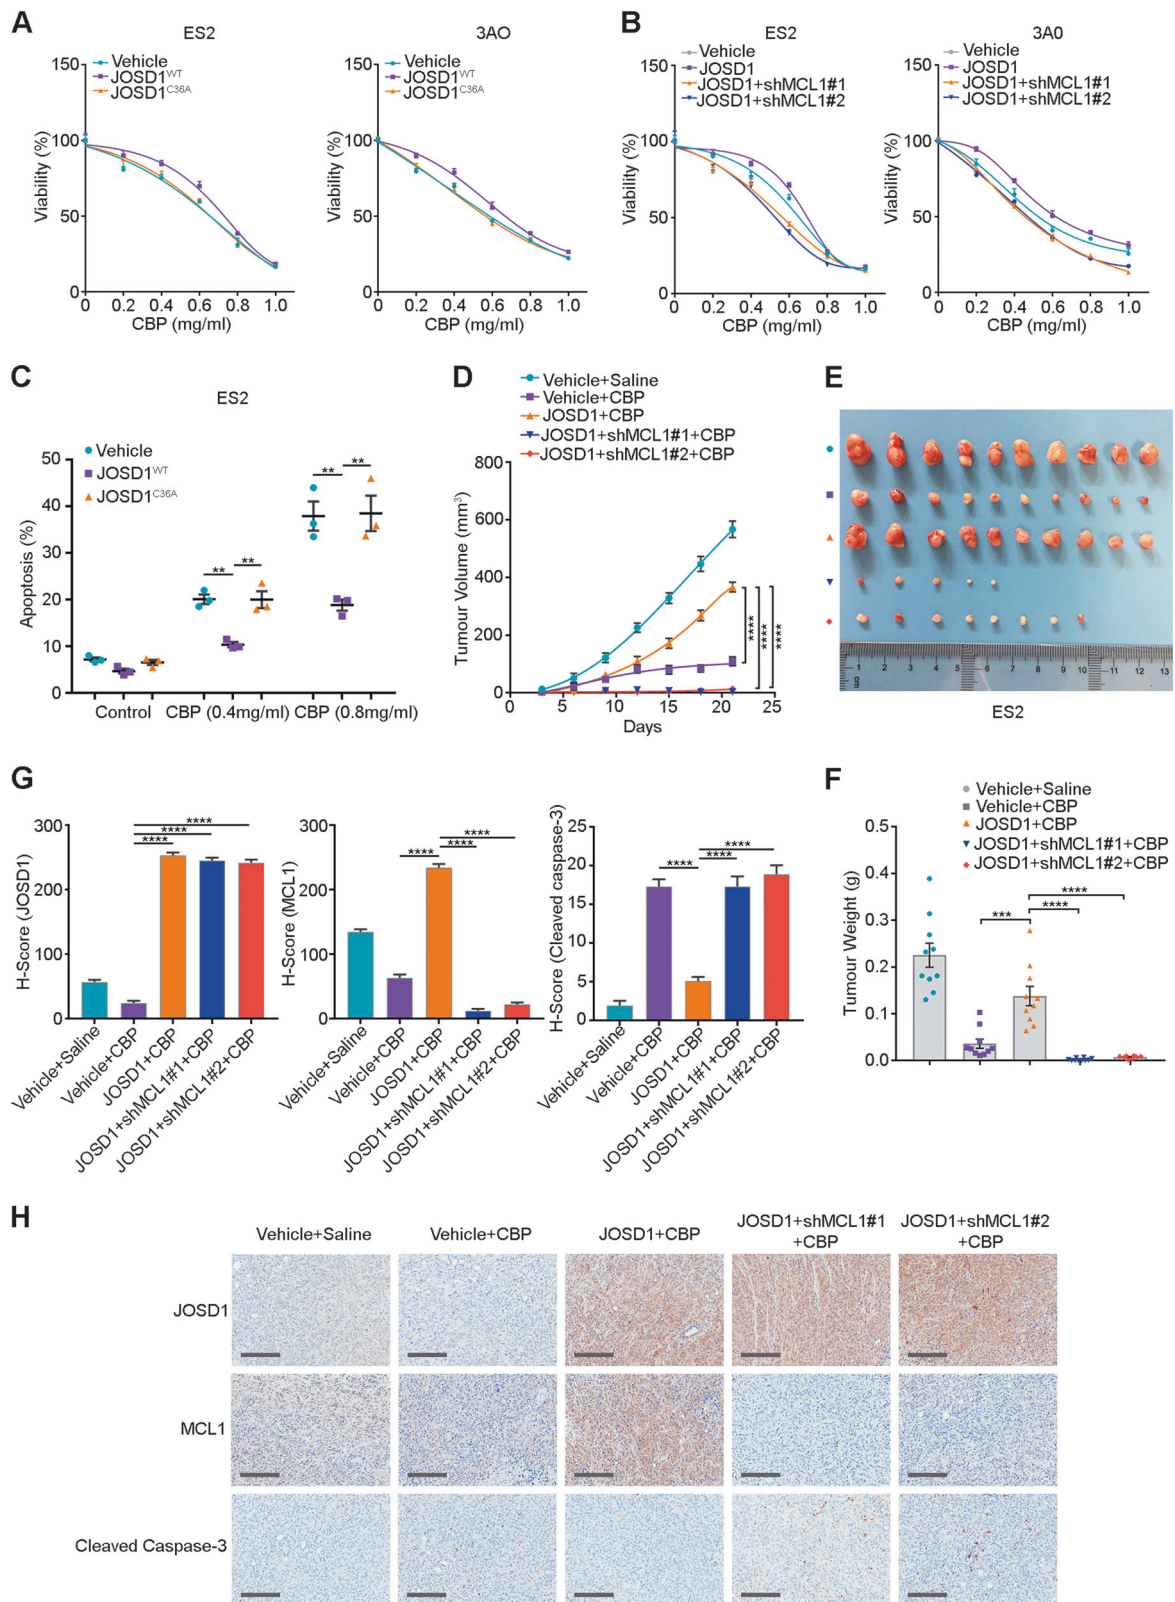 A
ES2
3AO
Vehicle
JOSD1WT
JOSD1C36A
Vehicle
JOSD1WT
JOSD1C36A
Viability (%)
150
100
50
0
0 0.2 0.4 0.6 0.8 1.0
CBP (mg/ml)
Viability (%)
150
100
50
0
0 0.2 0.4 0.6 0.8 1.0
CBP (mg/ml)
B
ES2
3A0
Vehicle
JOSD1
JOSD1+shMCL1#1
JOSD1+shMCL1#2
Vehicle
JOSD1
JOSD1+shMCL1#1
JOSD1+shMCL1#2
Viability (%)
150
100
50
0
0 0.2 0.4 0.6 0.8 1.0
CBP (mg/ml)
Viability (%)
150
100
50
0
0 0.2 0.4 0.6 0.8 1.0
CBP (mg/ml)
C
ES2
Vehicle
JOSD1WT
JOSD1C36A
Apoptosis (%)
50
40
30
20
10
0
** **
** **
Control CBP (0.4mg/ml) CBP (0.8mg/ml)
D
Vehicle+Saline
Vehicle+CBP
JOSD1+CBP
JOSD1+shMCL1#1+CBP
JOSD1+shMCL1#2+CBP
Tumour Volume (mm3)
800
600
400
200
0
0 5 10 15 20 25
Days
****
****
****
E
1 2 3 4 5 6 7 8 9 10 11 12 13
ES2
G
H-Score (JOSD1)
300
200
100
0
****
****
****
Vehicle+Saline
Vehicle+CBP
JOSD1+CBP
JOSD1+shMCL1#1+CBP
JOSD1+shMCL1#2+CBP
H-Score (MCL1)
300
200
100
0
****
****
****
Vehicle+Saline
Vehicle+CBP
JOSD1+CBP
JOSD1+shMCL1#1+CBP
JOSD1+shMCL1#2+CBP
H-Score (Cleaved caspase-3)
25
20
15
10
5
0
****
****
****
Vehicle+Saline
Vehicle+CBP
JOSD1+CBP
JOSD1+shMCL1#1+CBP
JOSD1+shMCL1#2+CBP
F
Vehicle+Saline
Vehicle+CBP
JOSD1+CBP
JOSD1+shMCL1#1+CBP
JOSD1+shMCL1#2+CBP
Tumour Weight (g)
0.5
0.4
0.3
0.2
0.1
0.0
***
****
****
H
Vehicle+Saline
Vehicle+CBP
JOSD1+CBP
JOSD1+shMCL1#1
+CBP
JOSD1+shMCL1#2
+CBP
JOSD1
MCL1
Cleaved Caspase-3